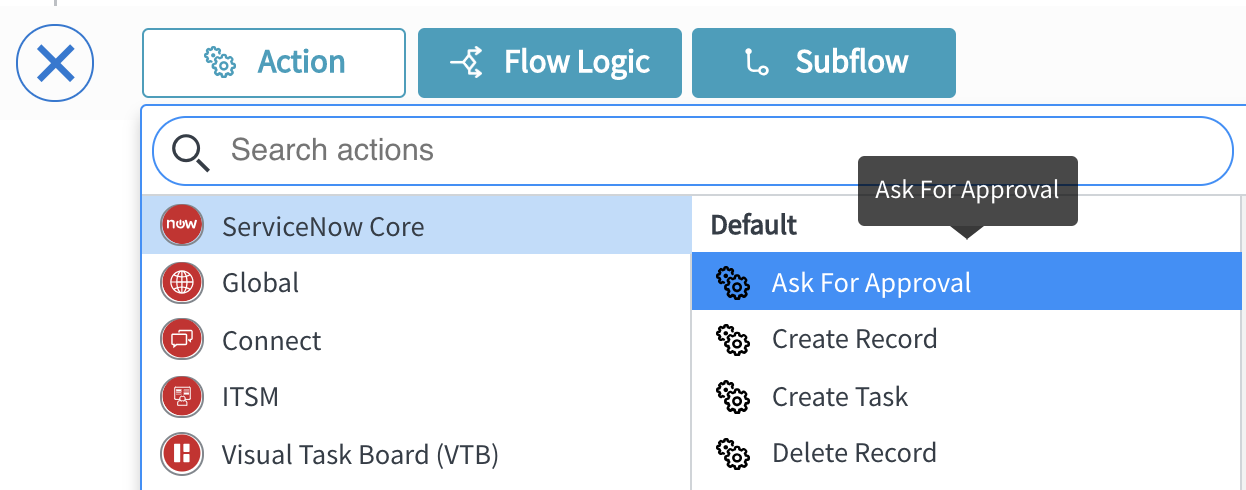 Action Flow Logic Subflow
Search actions
Ask For Approval
now ServiceNow Core
Global
Connect
ITSM
Visual Task Board (VTB)
Default
Ask For Approval
Create Record
Create Task
Delete Record